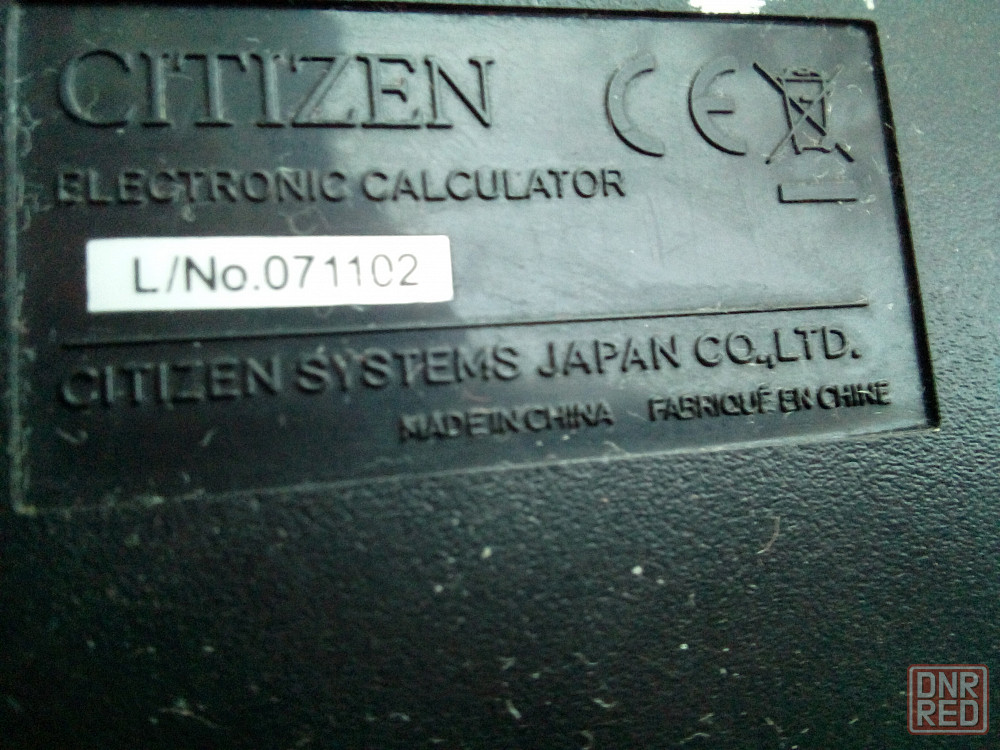 CITIZEN CE
ELECTRONIC CALCULATOR
L/No.071102
CITIZEN SYSTEMS JAPAN CO.,LTD.
MADE IN CHINA FABRIQUÉ EN CHINE
DNR
RED